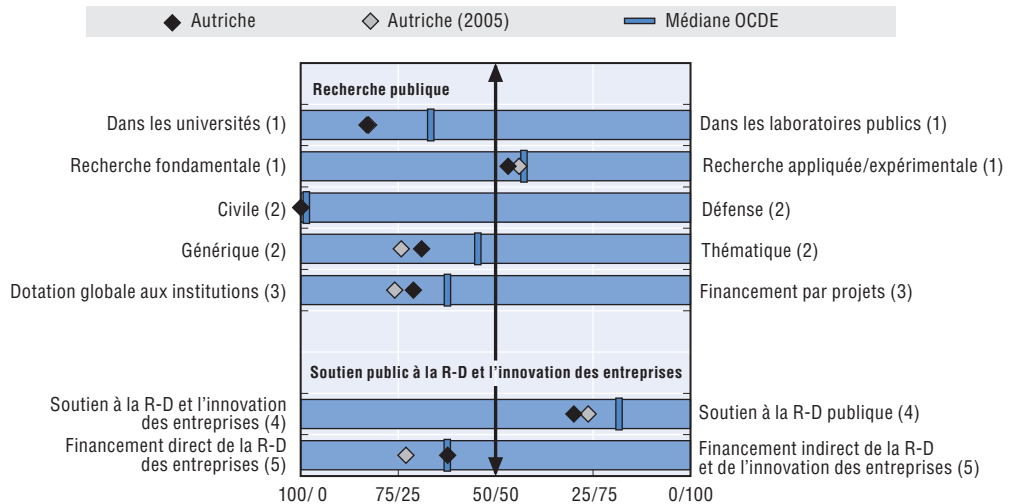 Autriche
Autriche (2005)
Médiane OCDE
Recherche publique
Dans les universités (1)
Dans les laboratoires publics (1)
Recherche fondamentale (1)
Recherche appliquée/expérimentale (1)
Civile (2)
Défense (2)
Générique (2)
Thématique (2)
Dotation globale aux institutions (3)
Financement par projets (3)
Soutien public à la R-D et l'innovation des entreprises
Soutien à la R-D et l'innovation
des entreprises (4)
Soutien à la R-D publique (4)
Financement direct de la R-D
des entreprises (5)
Financement indirect de la R-D
et de l'innovation des entreprises (5)
100/ 0
75/25
50/50
25/75
0/100